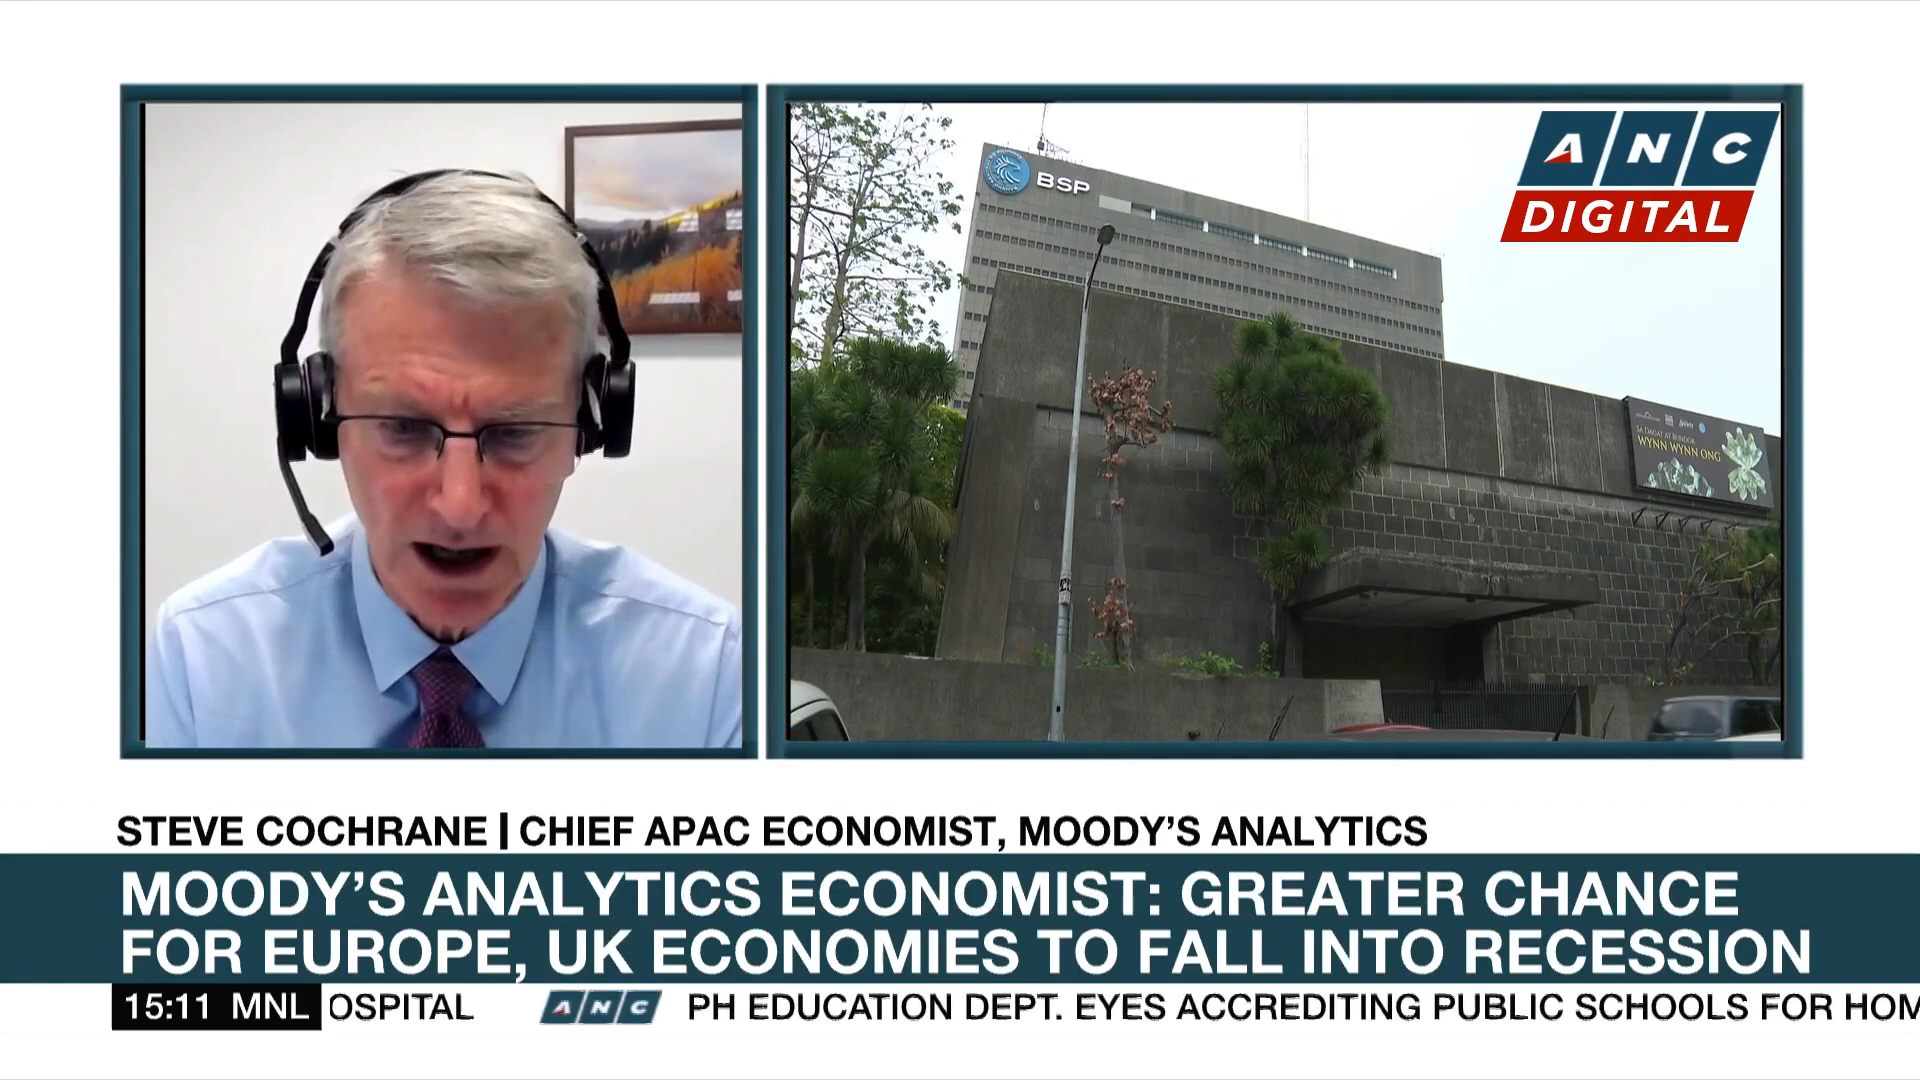 ANC
DIGITAL
BSP
SA DAGAT AT BUNDOK
WYNN WYNN ONG
STEVE COCHRANE | CHIEF APAC ECONOMIST, MOODY'S ANALYTICS
MOODY'S ANALYTICS ECONOMIST: GREATER CHANCE
FOR EUROPE, UK ECONOMIES TO FALL INTO RECESSION
15:11 MNL OSPITAL ANC PH EDUCATION DEPT. EYES ACCREDITING PUBLIC SCHOOLS FOR HOM